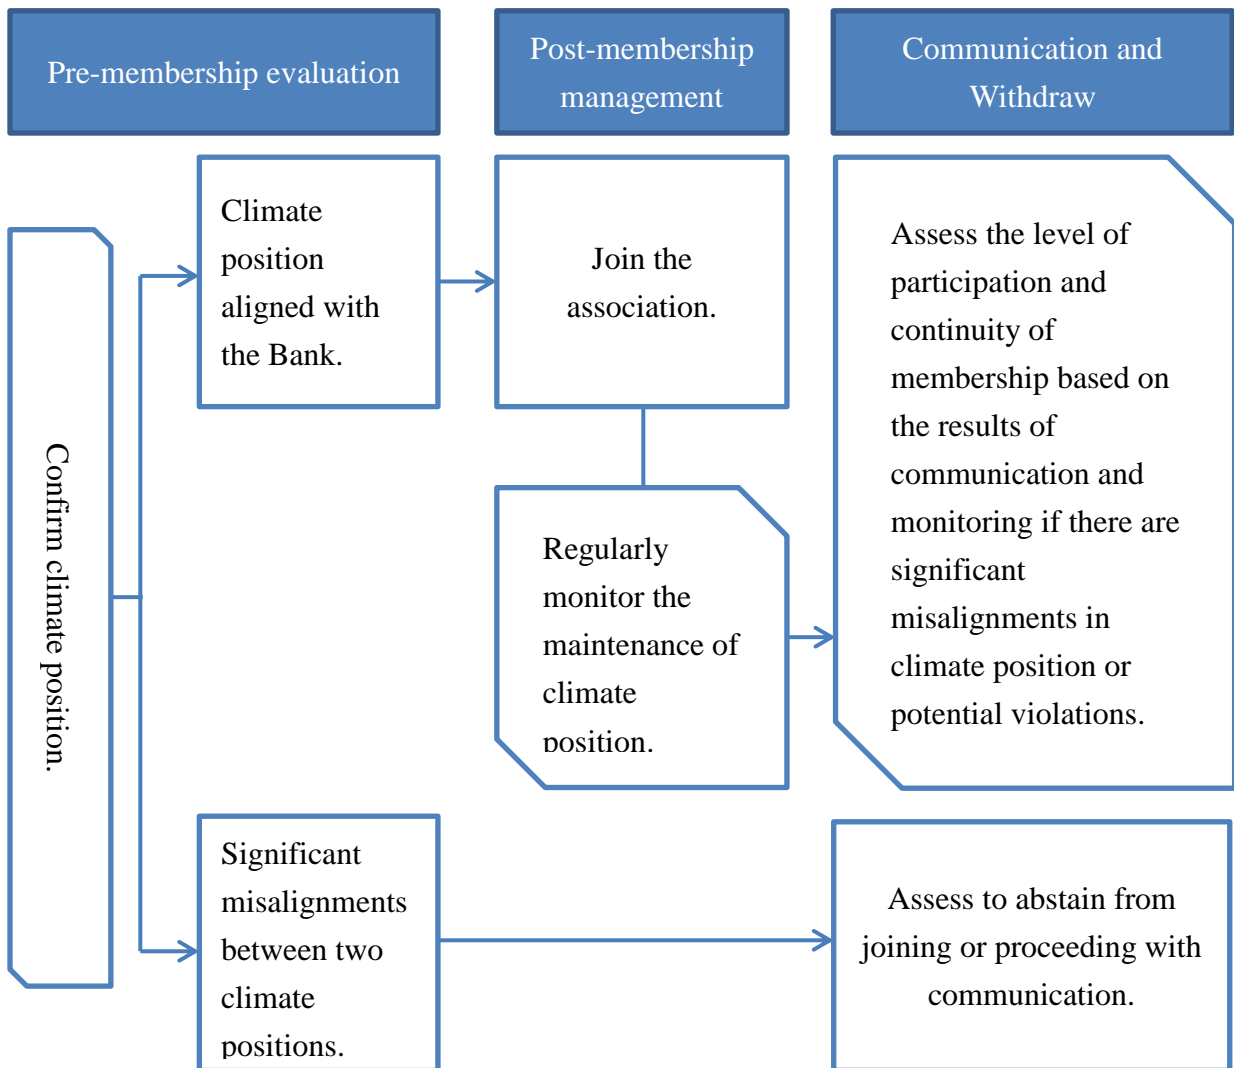 Pre-membership evaluation
Post-membership
management
Communication and
Withdraw
Confirm climate position.
Climate
position
aligned with
the Bank.
Join the
association.
Regularly
monitor the
maintenance of
climate
position.
Assess the level of
participation and
continuity of
membership based on
the results of
communication and
monitoring if there are
significant
misalignments in
climate position or
potential violations.
Significant
misalignments
between two
climate
positions.
Assess to abstain from
joining or proceeding with
communication.